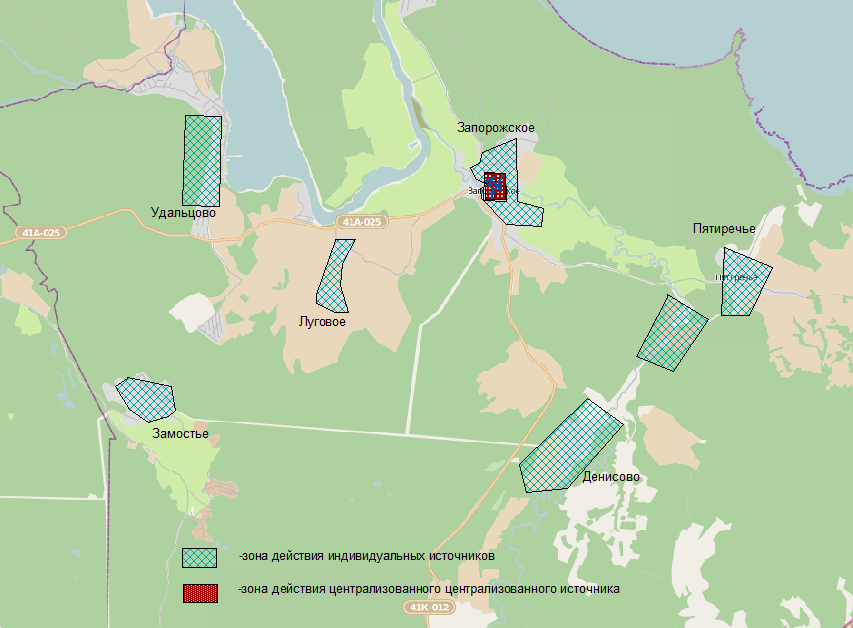 Запорожское
Удальцово
41А-025
41А-025
Пятиречье
Луговое
Замостье
Денисово
-зона действия индивидуальных источников
-зона действия централизованного централизованного источника
41К-012